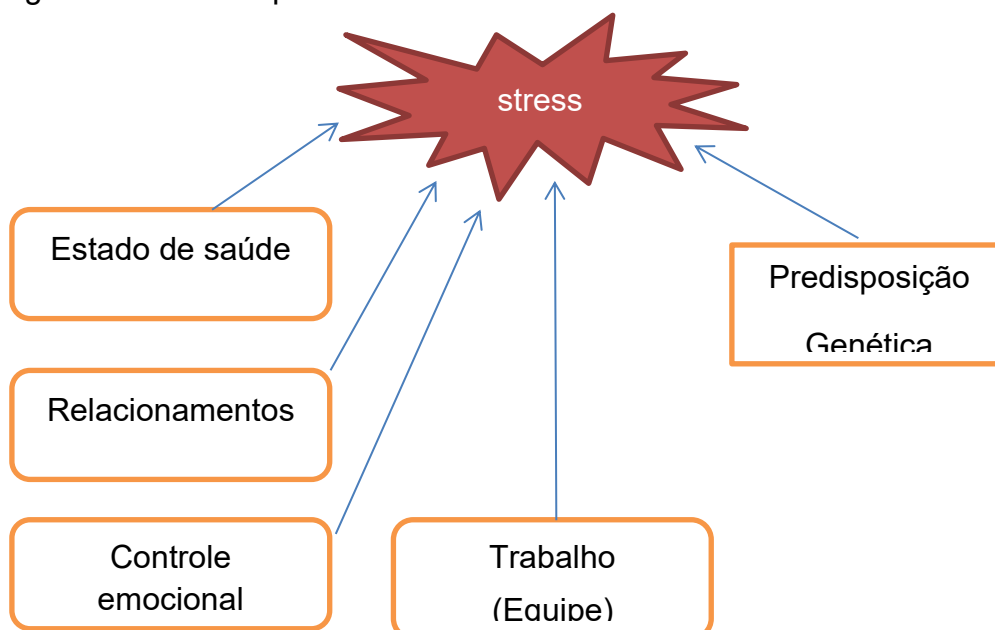 stress
Estado de saúde
Predisposição
Genética
Relacionamentos
Controle
emocional
Trabalho
(Equipe)